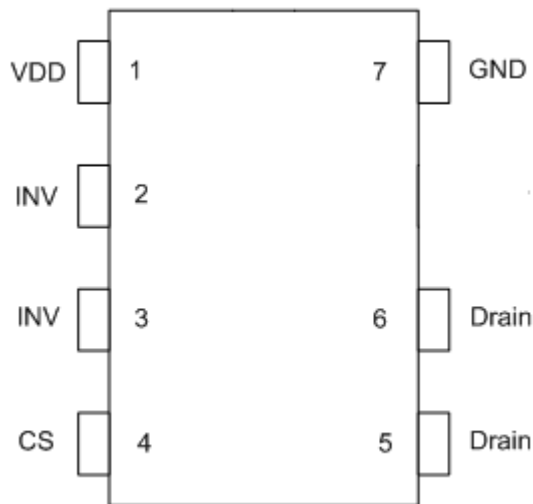 VDD 1 7 GND
INV 2
INV 3 6 Drain
CS 4 5 Drain